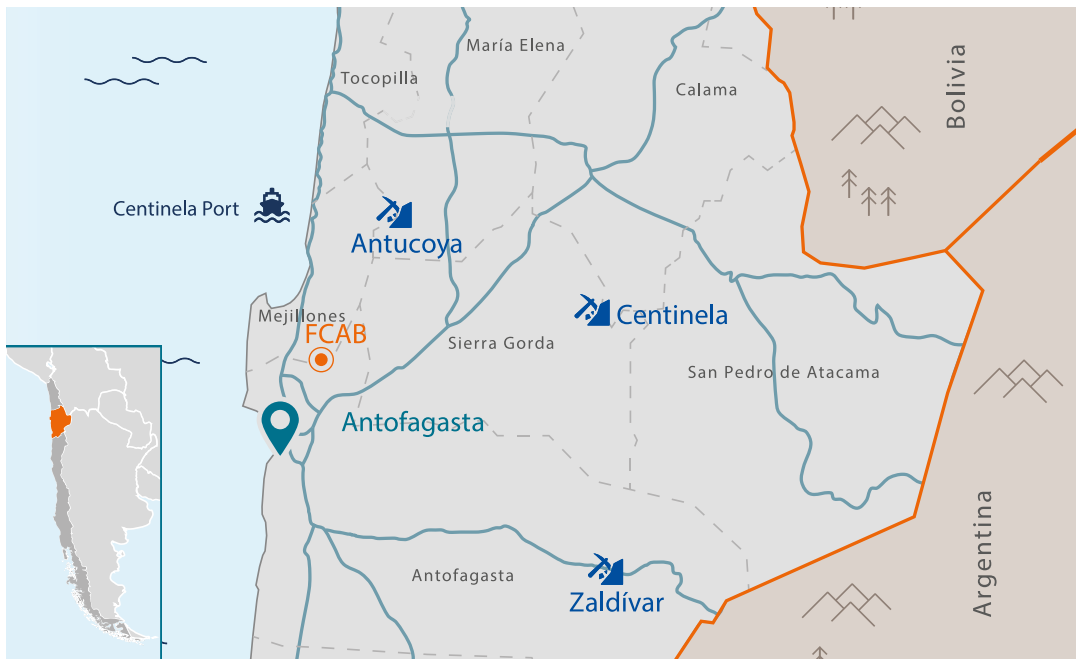 María Elena
Tocopilla
Calama
Bolivia
Centinela Port
Antucoya
Mejillones
FCAB
Centinela
Sierra Gorda
San Pedro de Atacama
Antofagasta
Antofagasta
Zaldívar
Argentina